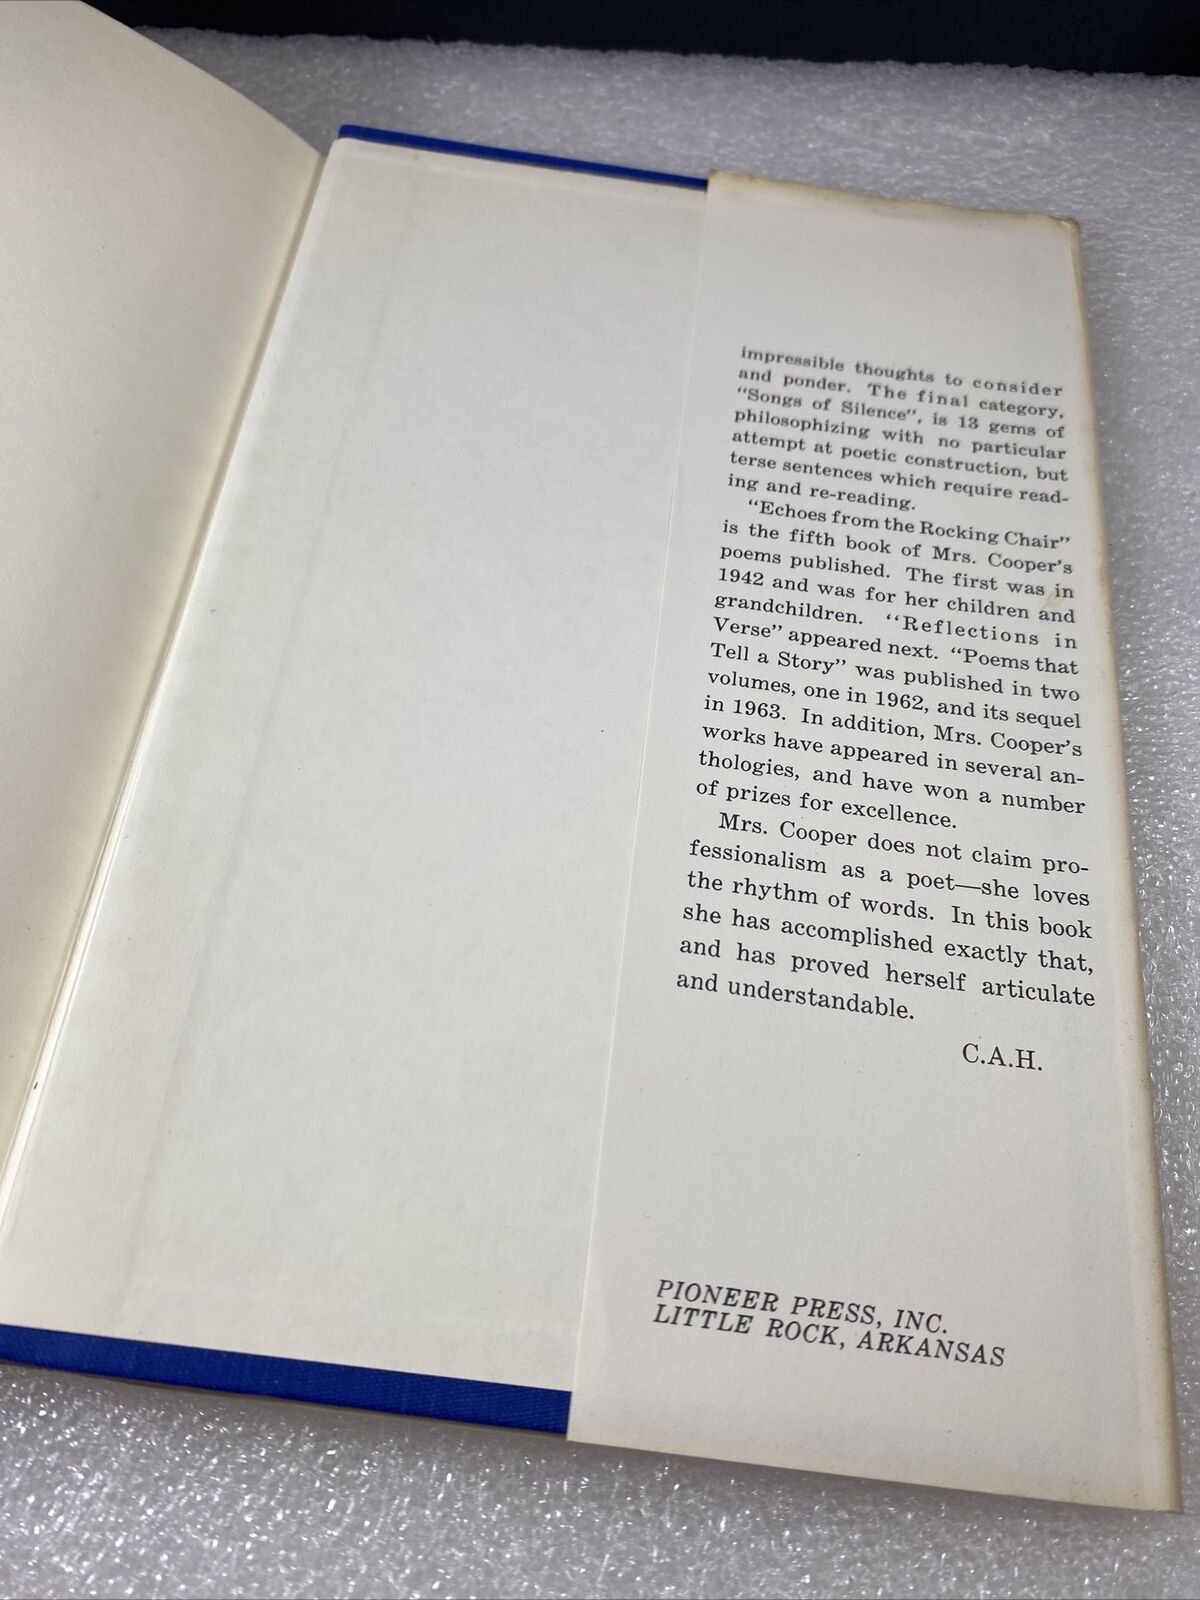 impressible thoughts to consider
and ponder. The final category,
"Songs of Silence", is 13 gems of
philosophizing with no particular
attempt at poetic construction, but
terse sentences which require read-
ing and re-reading.
"Echoes from the Rocking Chair"
is the fifth book of Mrs. Cooper's
poems published. The first was in
1942 and was for her children and
grandchildren. "Reflections in
Verse" appeared next. "Poems that
Tell a Story" was published in two
volumes, one in 1962, and its sequel
in 1963. In addition, Mrs. Cooper's
works have appeared in several an-
thologies, and have won a number
of prizes for excellence.
Mrs. Cooper does not claim pro-
fessionalism as a poet—she loves
the rhythm of words. In this book
she has accomplished exactly that,
and has proved herself articulate
and understandable.
C.A.H.
PIONEER PRESS, INC.
LITTLE ROCK, ARKANSAS